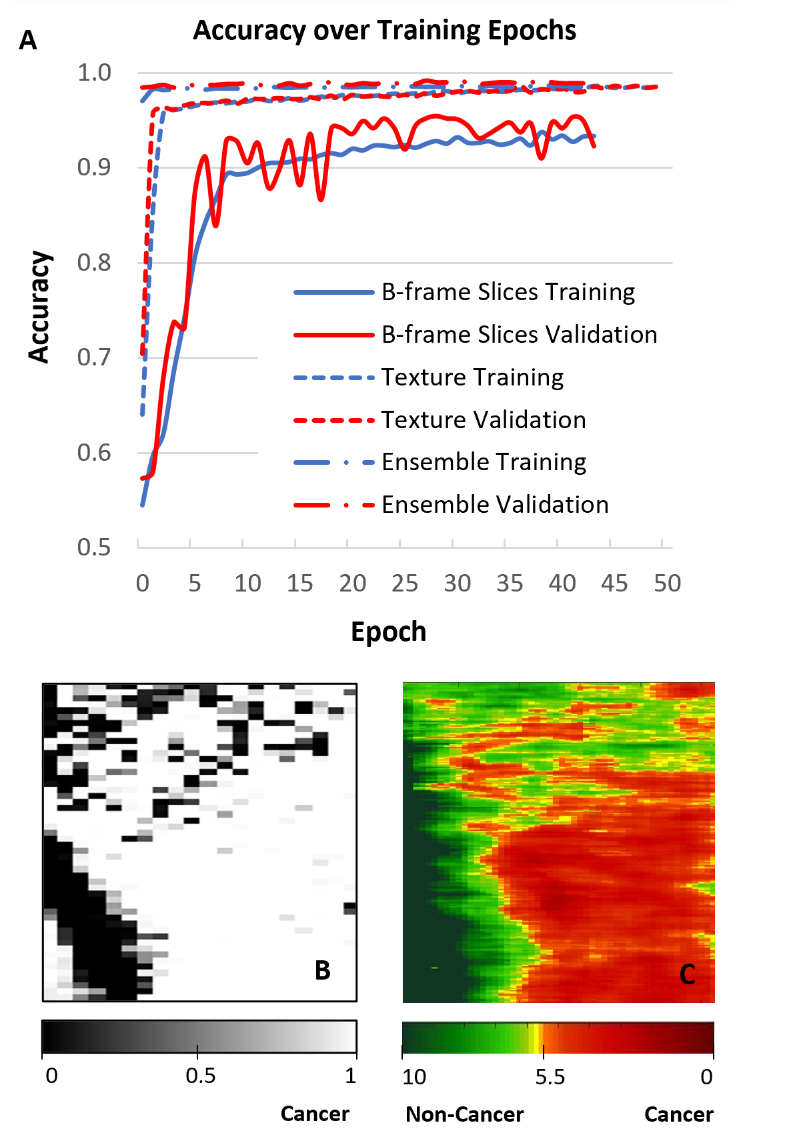 A
Accuracy over Training Epochs
1.0
0.9
0.8
0.7
0.6
0.5
Accuracy
B-frame Slices Training
B-frame Slices Validation
Texture Training
Texture Validation
Ensemble Training
Ensemble Validation
0 5 10 15 20 25 30 35 40 45 50
Epoch
B
C
0 0.5 1
Cancer
10 5.5 0
Non-Cancer Cancer